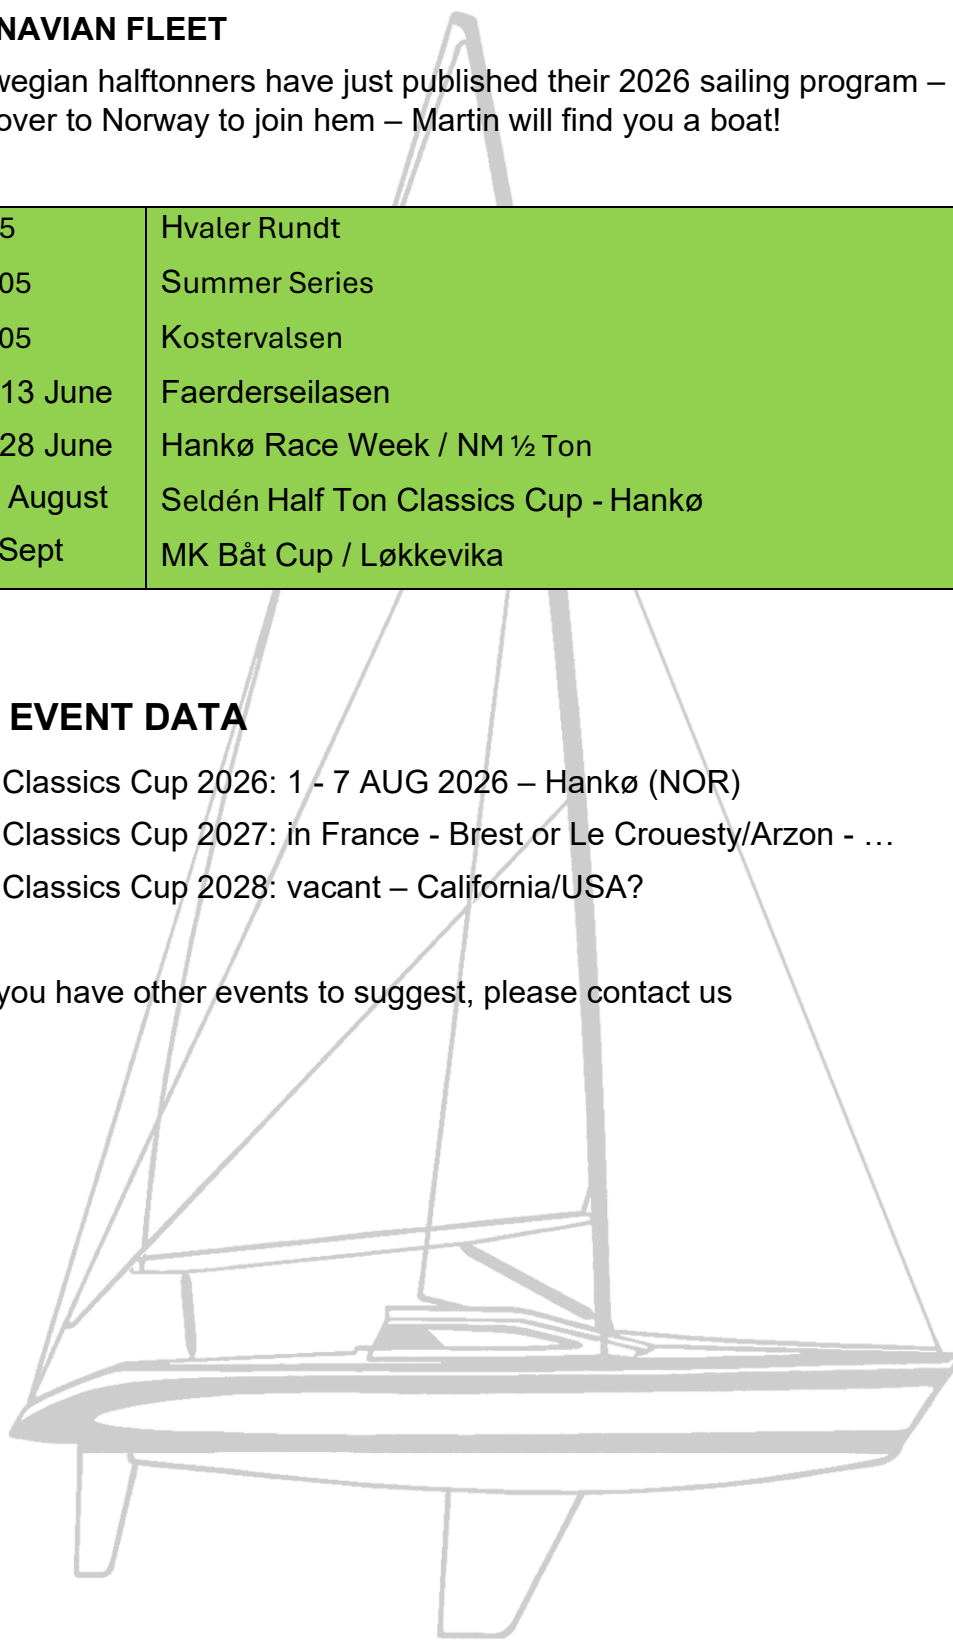 NAVIAN FLEET
wegian halftonners have just published their 2026 sailing program –
over to Norway to join hem – Martin will find you a boat!
5 Hvaler Rundt
05 Summer Series
05 Kostervalsen
13 June Faerderseilasen
28 June Hankø Race Week / NM ½ Ton
August Seldén Half Ton Classics Cup - Hankø
Sept MK Båt Cup / Løkkevika
EVENT DATA
Classics Cup 2026: 1 - 7 AUG 2026 – Hankø (NOR)
Classics Cup 2027: in France - Brest or Le Crouesty/Arzon - …
Classics Cup 2028: vacant – California/USA?
you have other events to suggest, please contact us